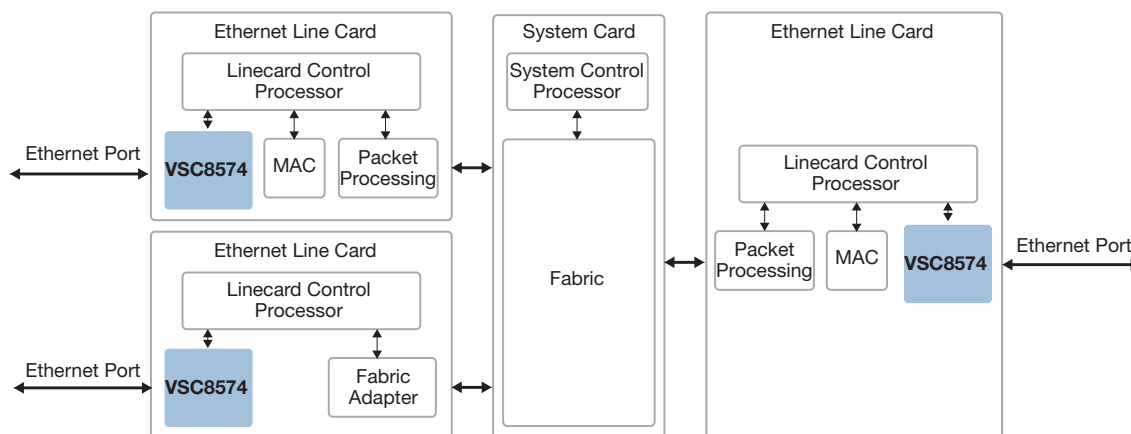 Ethernet Line Card
Linecard Control
Processor
VSC8574
MAC
Packet
Processing
Ethernet Port
Ethernet Line Card
Linecard Control
Processor
VSC8574
Fabric
Adapter
Ethernet Port
System Card
System Control
Processor
Fabric
Ethernet Line Card
Linecard Control
Processor
Packet
Processing
MAC
VSC8574
Ethernet Port